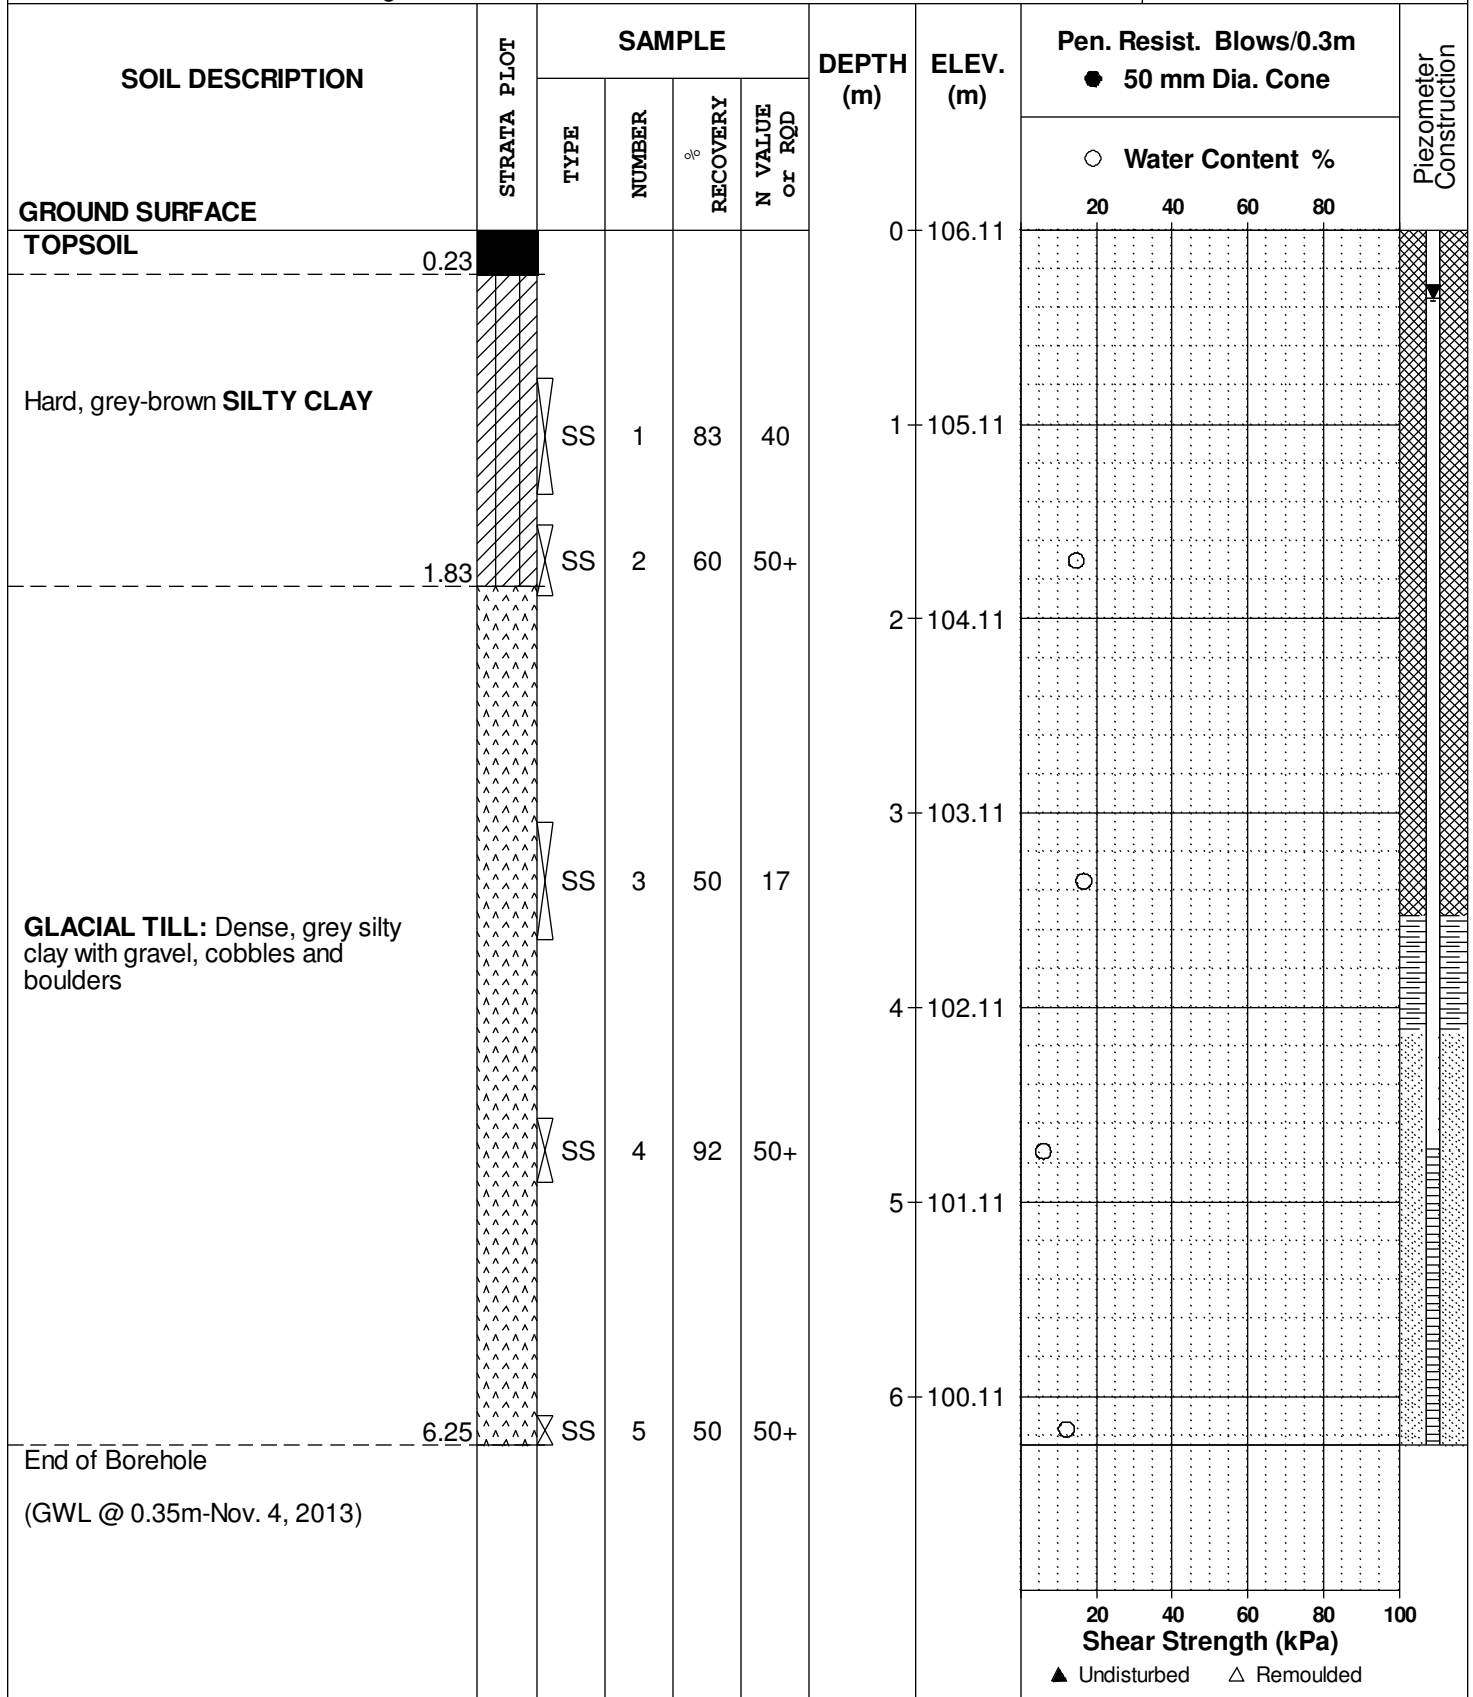 SOIL DESCRIPTION
GROUND SURFACE
STRATA PLOT
SAMPLE
TYPE
NUMBER
% RECOVERY
N VALUE or RQD
DEPTH (m)
ELEV. (m)
Pen. Resist. Blows/0.3m
● 50 mm Dia. Cone
○ Water Content %
20 40 60 80
Piezometer Construction
TOPSOIL
0.23
0 106.11
Hard, grey-brown SILTY CLAY
SS 1 83 40
1 105.11
SS 2 60 50+
1.83
2 104.11
3 103.11
SS 3 50 17
GLACIAL TILL: Dense, grey silty
clay with gravel, cobbles and
boulders
4 102.11
SS 4 92 50+
5 101.11
6 100.11
6.25
SS 5 50 50+
End of Borehole
(GWL @ 0.35m-Nov. 4, 2013)
20 40 60 80 100
Shear Strength (kPa)
▲ Undisturbed △ Remoulded